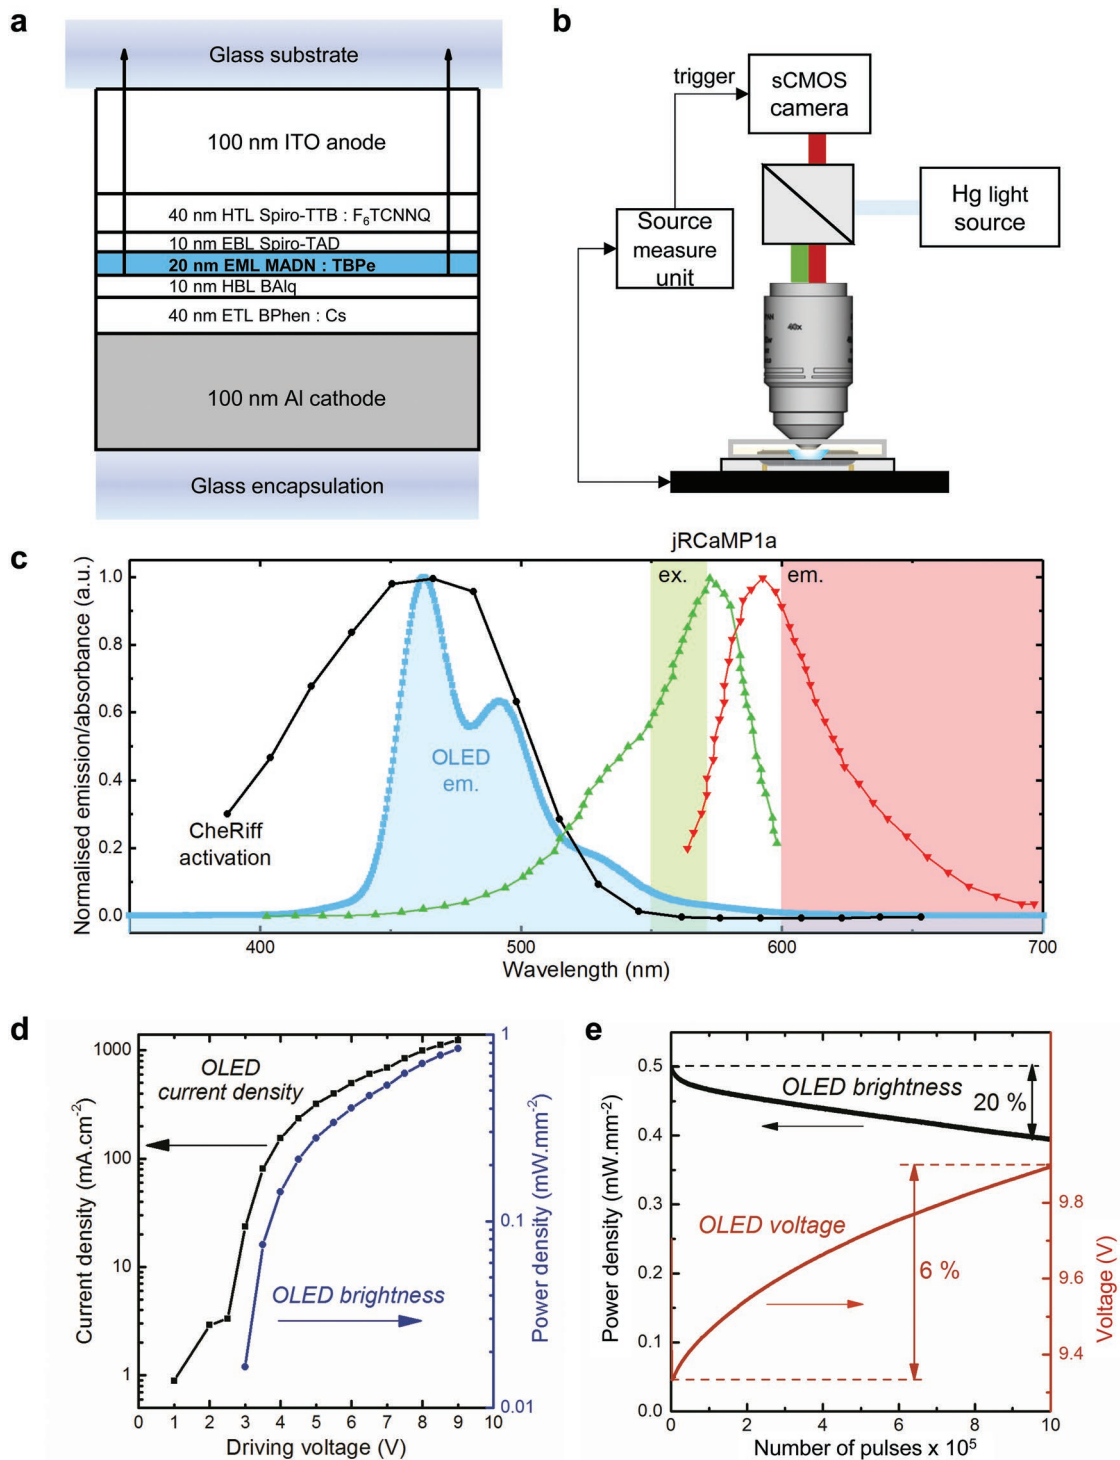 a
Glass substrate
100 nm ITO anode
40 nm HTL Spiro-TTB : F6TCNNQ
10 nm EBL Spiro-TAD
20 nm EML MADN : TBPe
10 nm HBL BAlq
40 nm ETL BPhen : Cs
100 nm Al cathode
Glass encapsulation
b
trigger
sCMOS
camera
Hg light
source
Source
measure
unit
40x
c
jRCaMP1a
ex.
em.
OLED
em.
CheRiff
activation
Normalised emission/absorbance (a.u.)
1.0
0.8
0.6
0.4
0.2
0.0
400
500
600
700
Wavelength (nm)
d
OLED
current density
OLED brightness
Current density (mA.cm-2)
1000
100
10
1
Power density (mW.mm-2)
1
0.1
0.01
0 1 2 3 4 5 6 7 8 9 10
Driving voltage (V)
e
OLED brightness
20 %
OLED voltage
6 %
Power density (mW.mm-2)
0.5
0.4
0.3
0.2
0.1
0.0
Voltage (V)
9.8
9.6
9.4
0 2 4 6 8 10
Number of pulses x 10^5